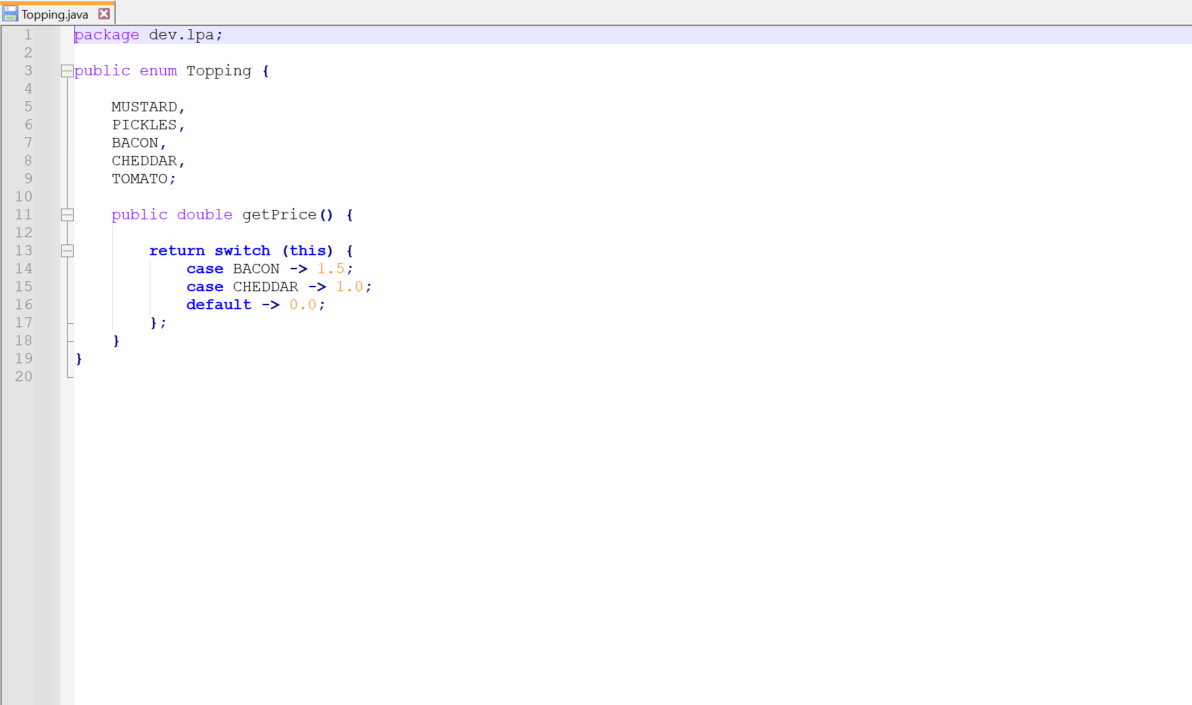 Topping.java
1 package dev.lpa;
2
3 public enum Topping {
4
5     MUSTARD,
6     PICKLES,
7     BACON,
8     CHEDDAR,
9     TOMATO;
10
11     public double getPrice() {
12
13         return switch (this) {
14             case BACON -> 1.5;
15             case CHEDDAR -> 1.0;
16             default -> 0.0;
17         };
18     }
19 }
20